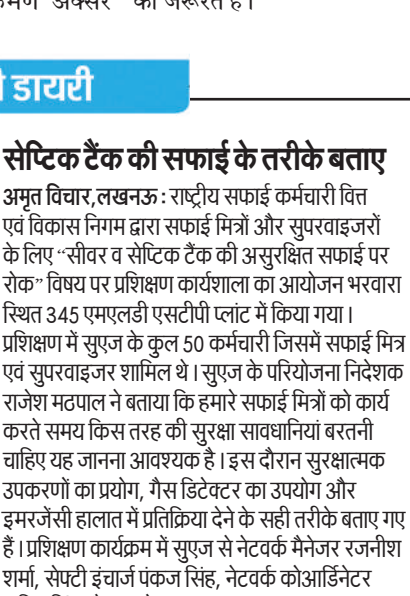 अक्सर की जरूरत है।
डायरी
सेप्टिक टैंक की सफाई के तरीके बताए
अमृत विचार,लखनऊ : राष्ट्रीय सफाई कर्मचारी वित्त
एवं विकास निगम द्वारा सफाई मित्रों और सुपरवाइजरों
के लिए “सीवर व सेप्टिक टैंक की असुरक्षित सफाई पर
रोक” विषय पर प्रशिक्षण कार्यशाला का आयोजन भरवारा
स्थित 345 एमएलडी एसटीपी प्लांट में किया गया।
प्रशिक्षण में सुएज के कुल 50 कर्मचारी जिसमें सफाई मित्र
एवं सुपरवाइजर शामिल थे। सुएज के परियोजना निदेशक
राजेश मठपाल ने बताया कि हमारे सफाई मित्रों को कार्य
करते समय किस तरह की सुरक्षा सावधानियां बरतनी
चाहिए यह जानना आवश्यक है। इस दौरान सुरक्षात्मक
उपकरणों का प्रयोग, गैस डिटेक्टर का उपयोग और
इमरजेंसी हालात में प्रतिक्रिया देने के सही तरीके बताए गए
हैं। प्रशिक्षण कार्यक्रम में सुएज से नेटवर्क मैनेजर रजनीश
शर्मा, सेफ्टी इंचार्ज पंकज सिंह, नेटवर्क कोआर्डिनेटर